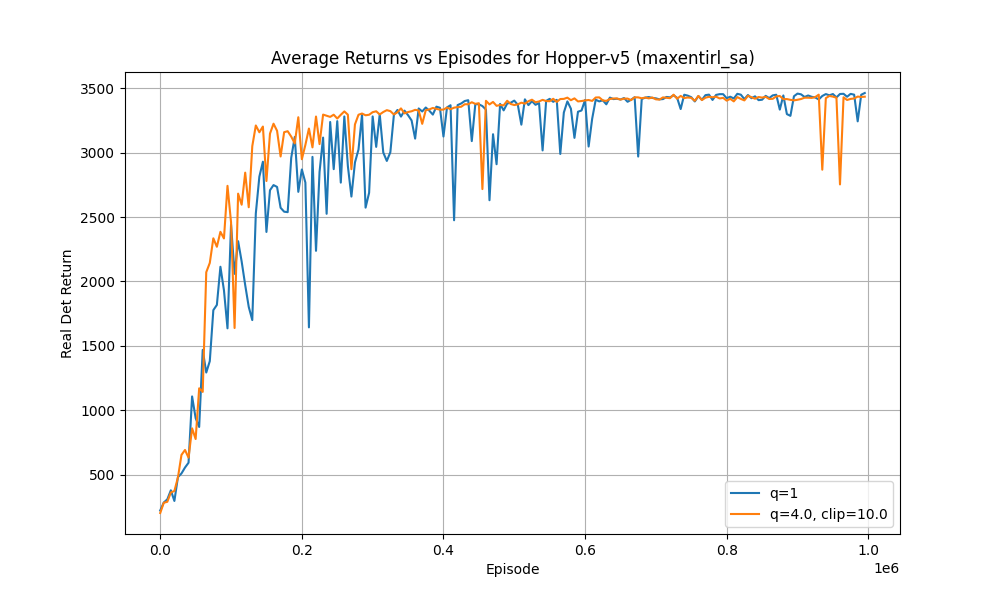 Average Returns vs Episodes for Hopper-v5 (maxentirl_sa)
Real Det Return
3500
3000
2500
2000
1500
1000
500
0.0
0.2
0.4
0.6
0.8
1.0
1e6
Episode
q=1
q=4.0, clip=10.0